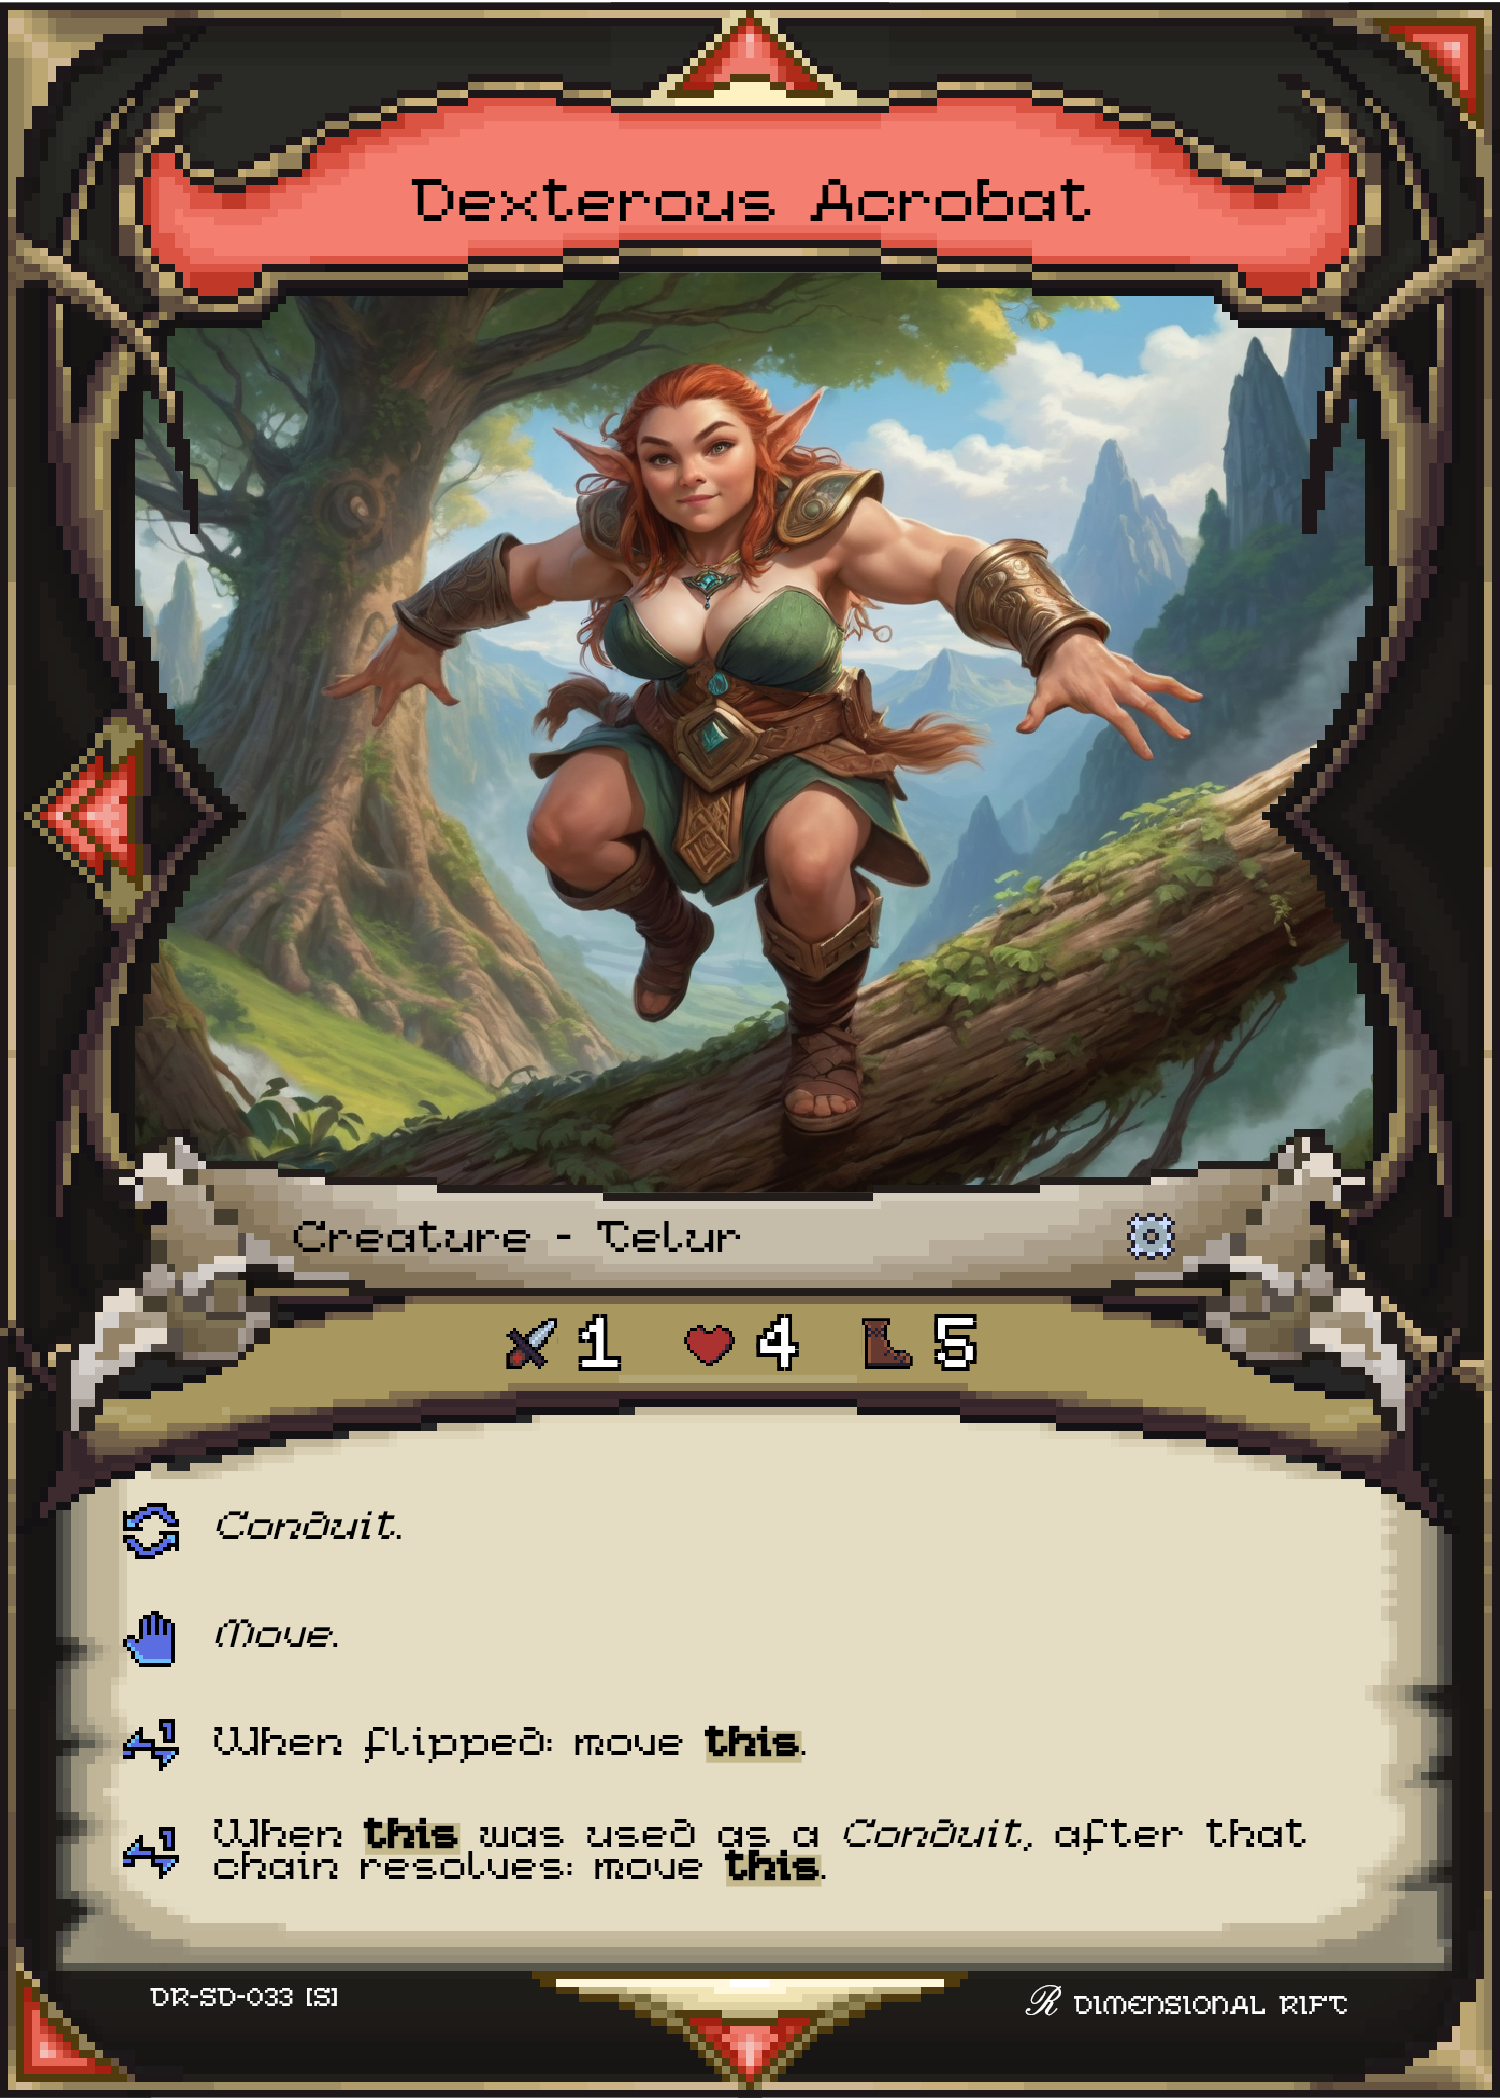 Dexterous Acrobat
Creature - Telur
1 4 5
Conduit.
Move.
When flipped: move this.
When this was used as a Conduit, after that
chain resolves: move this.
DR-SD-033 [S]
R DIMENSIONAL RIFT